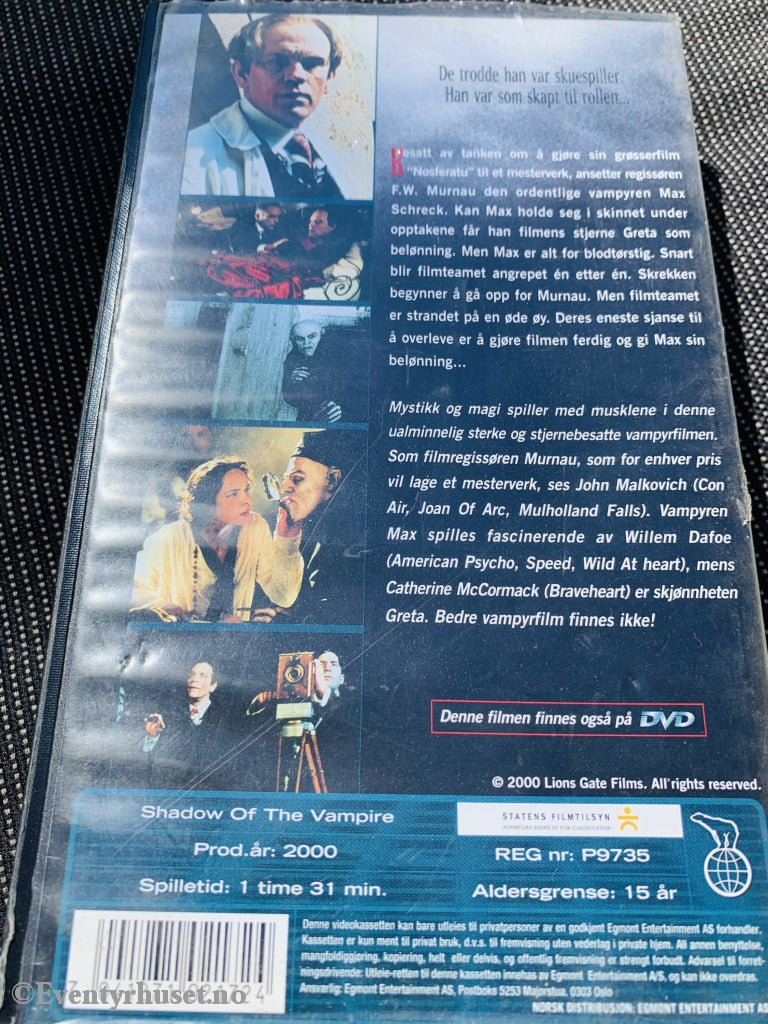 De trodde han var skuespiller.
Han var som skapt til rollen...
Besatt av tanken om å gjøre sin grøsserfilm
"Nosferatu" til et mesterverk, ansetter regissøren
F.W. Murnau den ordentlige vampyren Max
Schreck. Kan Max holde seg i skinnet under
opptakene får han filmens stjerne Greta som
belønning. Men Max er alt for blodtørstig. Snart
blir filmteamet angrepet én etter én. Skrekken
begynner å gå opp for Murnau. Men filmteamet
er strandet på en øde øy. Deres eneste sjanse til
å overleve er å gjøre filmen ferdig og gi Max sin
belønning...
Mystikk og magi spiller med musklene i denne
ualminnelig sterke og stjernebesatte vampyrfilmen.
Som filmregissøren Murnau, som for enhver pris
vil lage et mesterverk, ses John Malkovich (Con
Air, Joan Of Arc, Mulholland Falls). Vampyren
Max spilles fascinerende av Willem Dafoe
(American Psycho, Speed, Wild At heart), mens
Catherine McCormack (Braveheart) er skjønnheten
Greta. Bedre vampyrfilm finnes ikke!
Denne filmen finnes også på DVD
© 2000 Lions Gate Films. All rights reserved.
Shadow Of The Vampire
Prod.år: 2000
Spilletid: 1 time 31 min.
STATENS FILMTILSYN
NORWEGIAN BOARD OF FILM CLASSIFICATION
REG nr: P9735
Aldersgrense: 15 år
Denne videokassetten kan bare utleies til privatpersoner av en godkjent Egmont Entertainment AS forhandler.
Kassetten er kun ment til privat bruk, d.v.s. til fremvisning uten vederlag i private hjem. All annen benyttelse,
mangfoldiggjøring, kopiering, helt eller delvis, og offentlig fremvisning er strengt forbudt. Advarsel til forret-
ningsdrivende: Utleie-retten til denne kassetten innehas av Egmont Entertainment A/S, og kan ikke overdras.
Ansvarlig: Egmont Entertainment AS, Postboks 5253 Majorstua, 0303 Oslo
NORSK DISTRIBUSJON: EGMONT ENTERTAINMENT AS
©Eventyrhuset.no